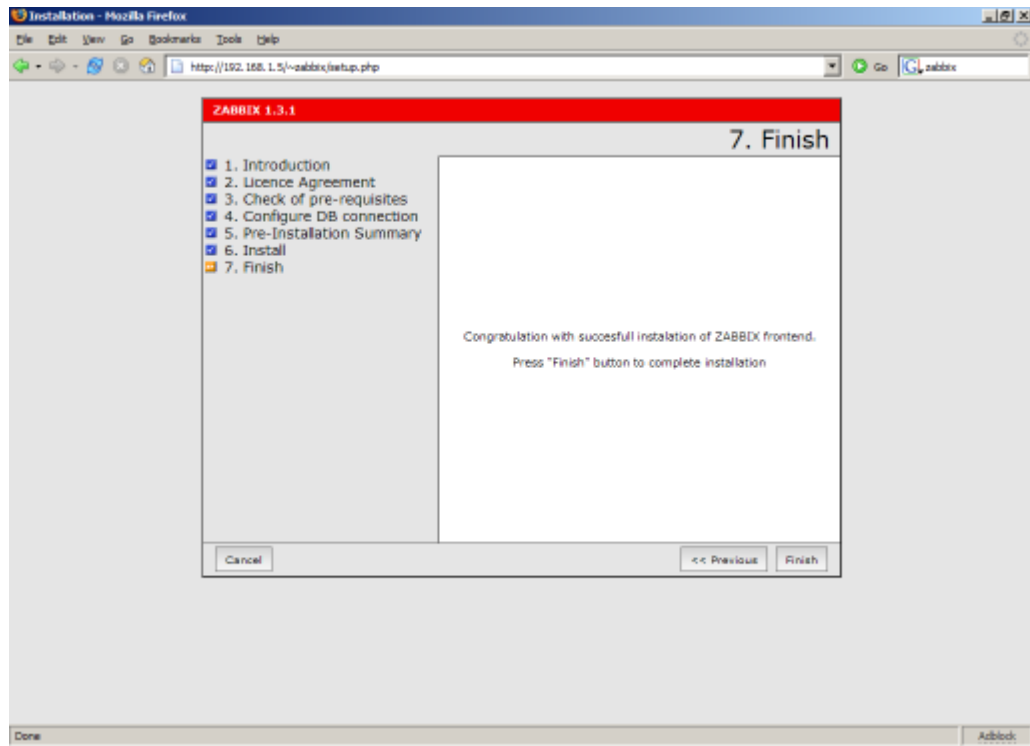 Installation - Mozilla Firefox
File Edit View Go Bookmarks Tools Help
http://192.168.1.5/~zabbix/setup.php Go zabbix
ZABBIX 1.3.1
7. Finish
1. Introduction
2. Licence Agreement
3. Check of pre-requisites
4. Configure DB connection
5. Pre-Installation Summary
6. Install
7. Finish
Congratulation with succesfull instalation of ZABBIX frontend.
Press "Finish" button to complete installation
Cancel << Previous Finish
Done Adblock